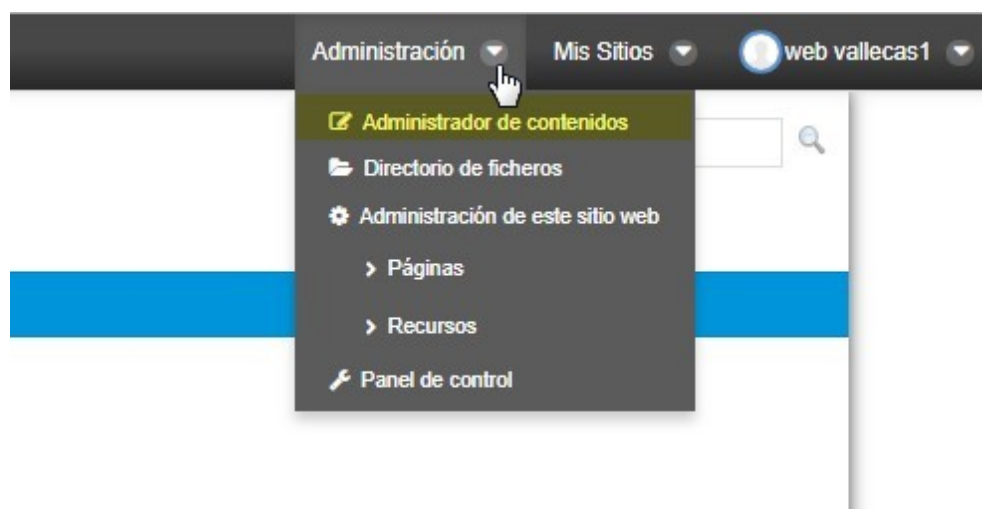 Administración Mis Sitios web vallecas1
Administrador de contenidos
Directorio de ficheros
Administración de este sitio web
Páginas
Recursos
Panel de control